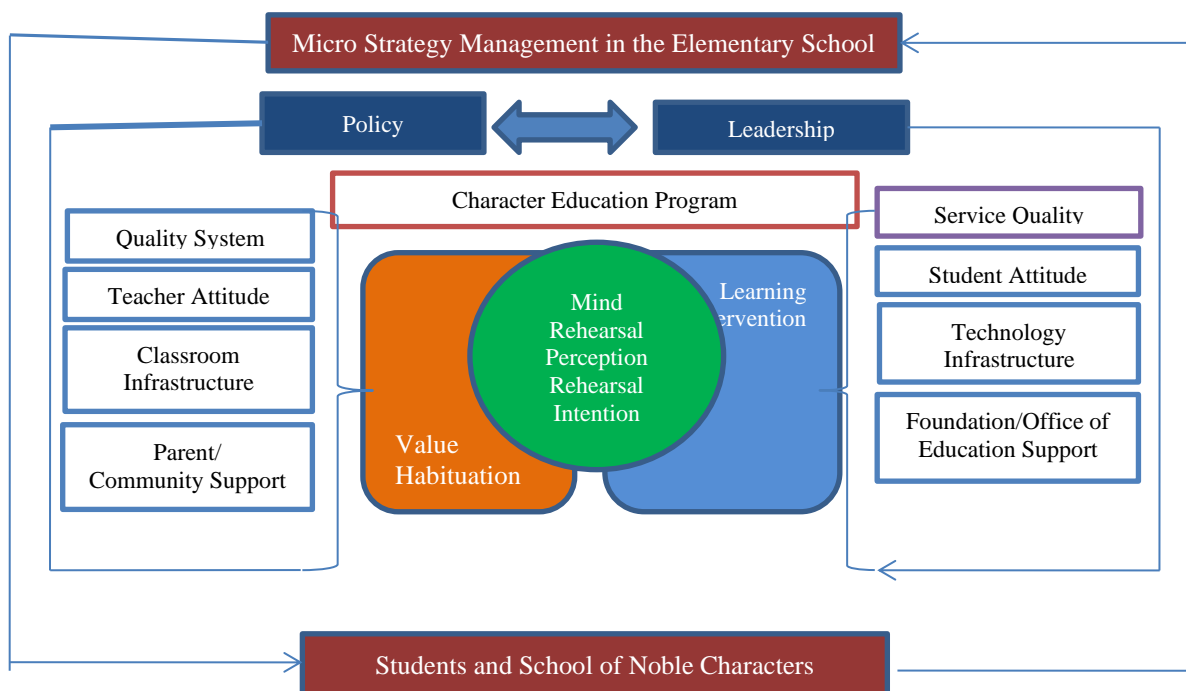 Micro Strategy Management in the Elementary School
Policy
Leadership
Character Education Program
Quality System
Teacher Attitude
Classroom
Infrastructure
Parent/
Community Support
Value
Habituation
Mind
Rehearsal
Perception
Rehearsal
Intention
Learning
ervention
Service Quality
Student Attitude
Technology
Infrastructure
Foundation/Office of
Education Support
Students and School of Noble Characters